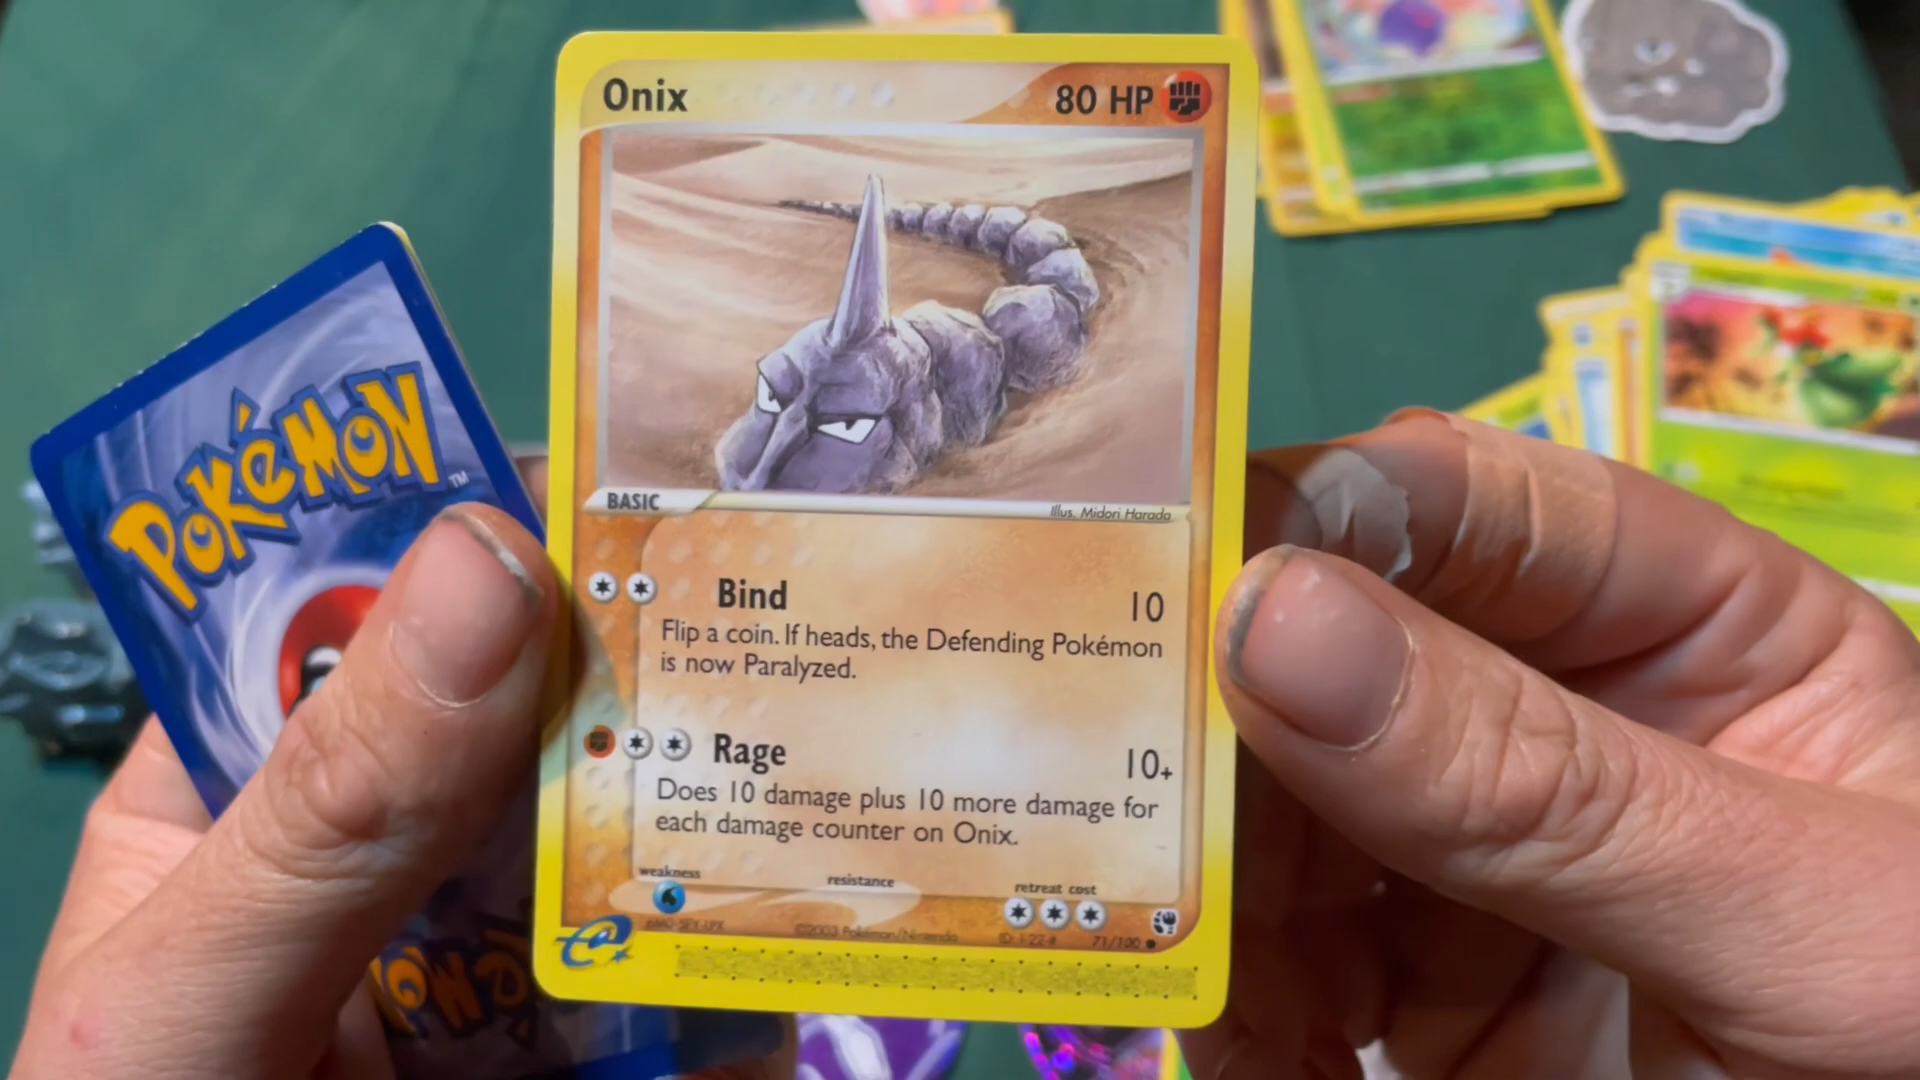 Onix
80 HP
BASIC
Illus. Midori Harada
Bind 10
Flip a coin. If heads, the Defending Pokémon
is now Paralyzed.
Rage 10+
Does 10 damage plus 10 more damage for
each damage counter on Onix.
weakness resistance retreat cost
©2003 Pokémon/Nintendo
71/100
POKéMON
TM